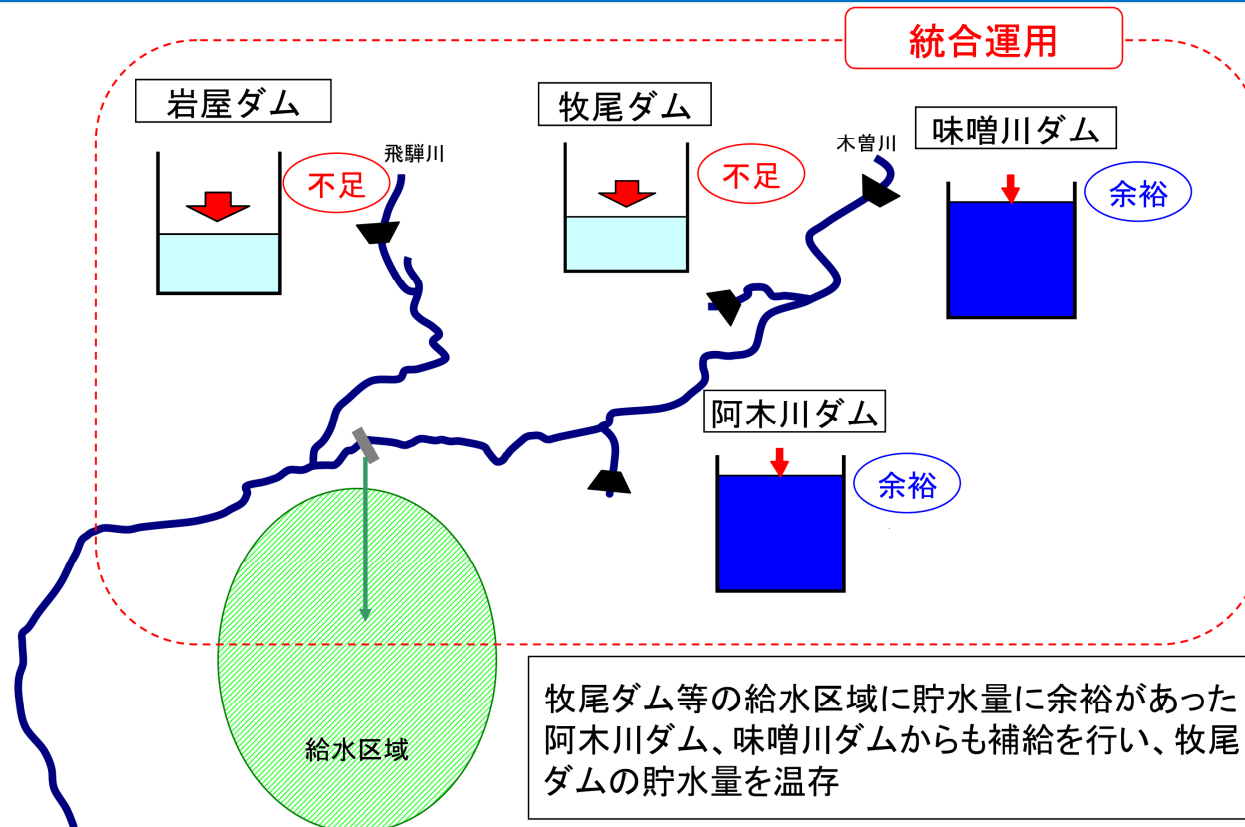 統合運用
岩屋ダム
牧尾ダム
味噌川ダム
不足
飛騨川
不足
木曽川
余裕
阿木川ダム
余裕
給水区域
牧尾ダム等の給水区域に貯水量に余裕があった
阿木川ダム、味噌川ダムからも補給を行い、牧尾
ダムの貯水量を温存